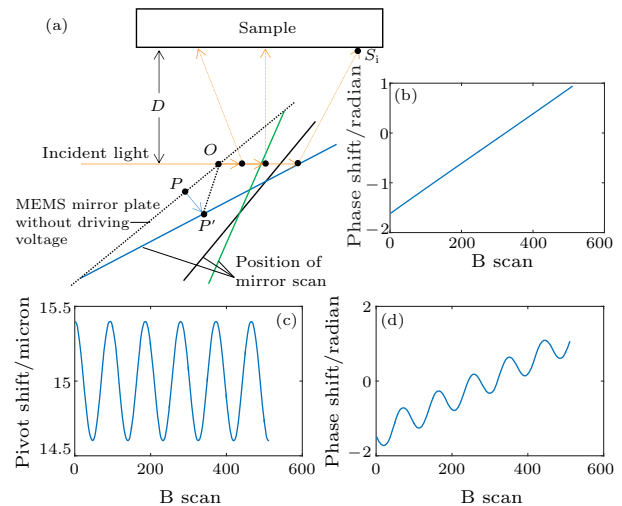 (a)
Sample
S_i
D
O
Incident light
P
MEMS mirror plate
without driving
voltage
P′
Position of
mirror scan
(b)
Phase shift/radian
1
0
−1
−2
0
200
400
600
B scan
(c)
Pivot shift/micron
15.5
15
14.5
0
200
400
600
B scan
(d)
Phase shift/radian
2
1
0
−2
0
200
400
600
B scan